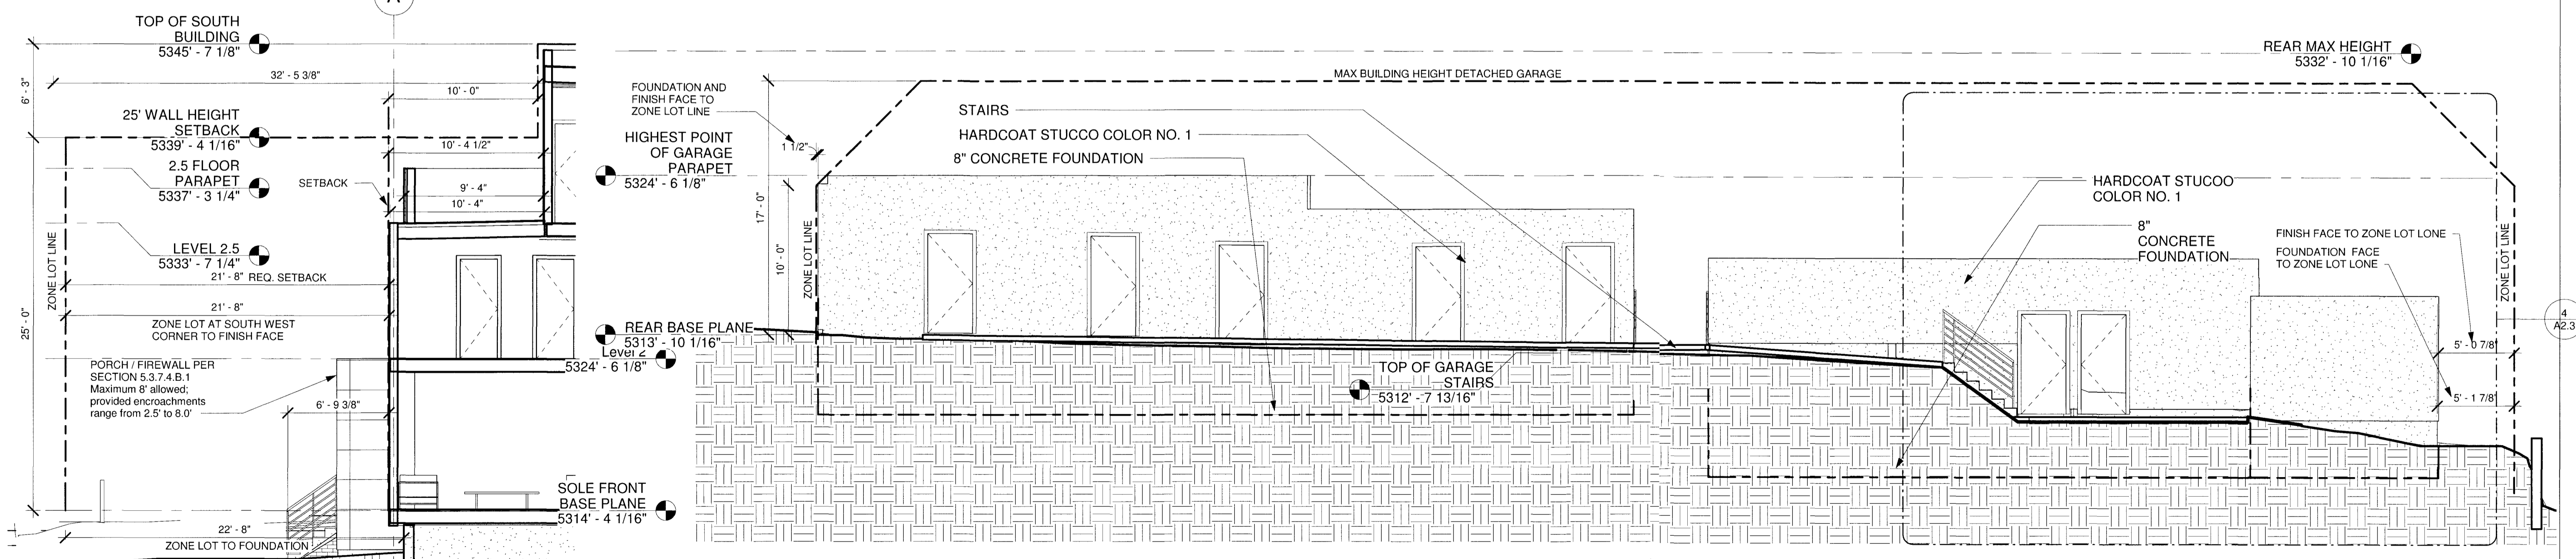 A
TOP OF SOUTH
BUILDING
5345' - 7 1/8"
32' - 5 3/8"
6' - 3"
10' - 0"
25' WALL HEIGHT
SETBACK
5339' - 4 1/16"
10' - 4 1/2"
2.5 FLOOR
PARAPET
5337' - 3 1/4"
SETBACK
9' - 4"
10' - 4"
LEVEL 2.5
5333' - 7 1/4"
ZONE LOT LINE
21' - 8" REQ. SETBACK
21' - 8"
25' - 0"
ZONE LOT AT SOUTH WEST
CORNER TO FINISH FACE
PORCH / FIREWALL PER
SECTION 5.3.7.4.B.1
Maximum 8' allowed;
provided encroachments
range from 2.5' to 8.0'
6' - 9 3/8"
22' - 8"
ZONE LOT TO FOUNDATION
Level 2
5324' - 6 1/8"
SOLE FRONT
BASE PLANE
5314' - 4 1/16"
FOUNDATION AND
FINISH FACE TO
ZONE LOT LINE
1 1/2"
HIGHEST POINT
OF GARAGE
PARAPET
5324' - 6 1/8"
17' - 0"
10' - 0"
ZONE LOT LINE
REAR BASE PLANE
5313' - 10 1/16"
STAIRS
HARDCOAT STUCCO COLOR NO. 1
8" CONCRETE FOUNDATION
MAX BUILDING HEIGHT DETACHED GARAGE
TOP OF GARAGE
STAIRS
5312' - 7 13/16"
REAR MAX HEIGHT
5332' - 10 1/16"
HARDCOAT STUCOO
COLOR NO. 1
8"
CONCRETE
FOUNDATION
FINISH FACE TO ZONE LOT LONE
FOUNDATION FACE
TO ZONE LOT LONE
ZONE LOT LINE
5' - 0 7/8"
5' - 1 7/8"
4
A2.3